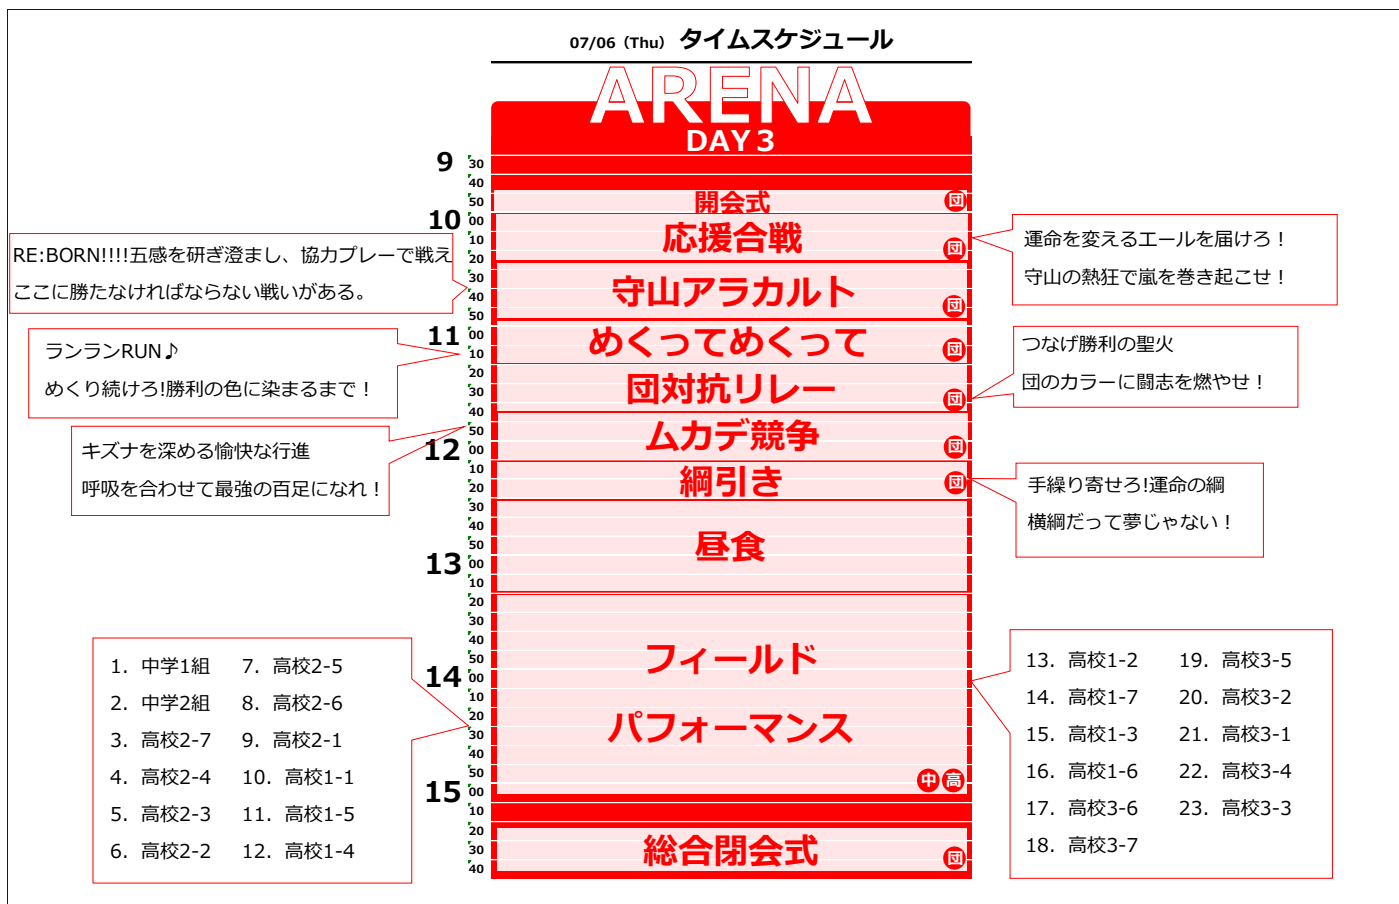 07/06（Thu）タイムスケジュール
ARENA
DAY３
9 30
40
50 開会式 団
10 00
10 応援合戦
20 団
30
40 守山アラカルト
50 団
11 00 めくってめくって
10 団
20
30 団対抗リレー
40 団
50 ムカデ競争
12 00 団
10 綱引き
20 団
30
40
50 昼食
13 00
10
20
30
40
50 フィールド
14 00
10
20 パフォーマンス
30
40
50 中 高
15 00
10
20
30 総合閉会式 団
40
RE:BORN!!!!五感を研ぎ澄まし、協力プレーで戦え
ここに勝たなければならない戦いがある。
ランランRUN♪
めくり続けろ!勝利の色に染まるまで！
キズナを深める愉快な行進
呼吸を合わせて最強の百足になれ！
運命を変えるエールを届けろ！
守山の熱狂で嵐を巻き起こせ！
つなげ勝利の聖火
団のカラーに闘志を燃やせ！
手繰り寄せろ!運命の綱
横綱だって夢じゃない！
1．中学1組 7．高校2-5
2．中学2組 8．高校2-6
3．高校2-7 9．高校2-1
4．高校2-4 10．高校1-1
5．高校2-3 11．高校1-5
6．高校2-2 12．高校1-4
13．高校1-2 19．高校3-5
14．高校1-7 20．高校3-2
15．高校1-3 21．高校3-1
16．高校1-6 22．高校3-4
17．高校3-6 23．高校3-3
18．高校3-7